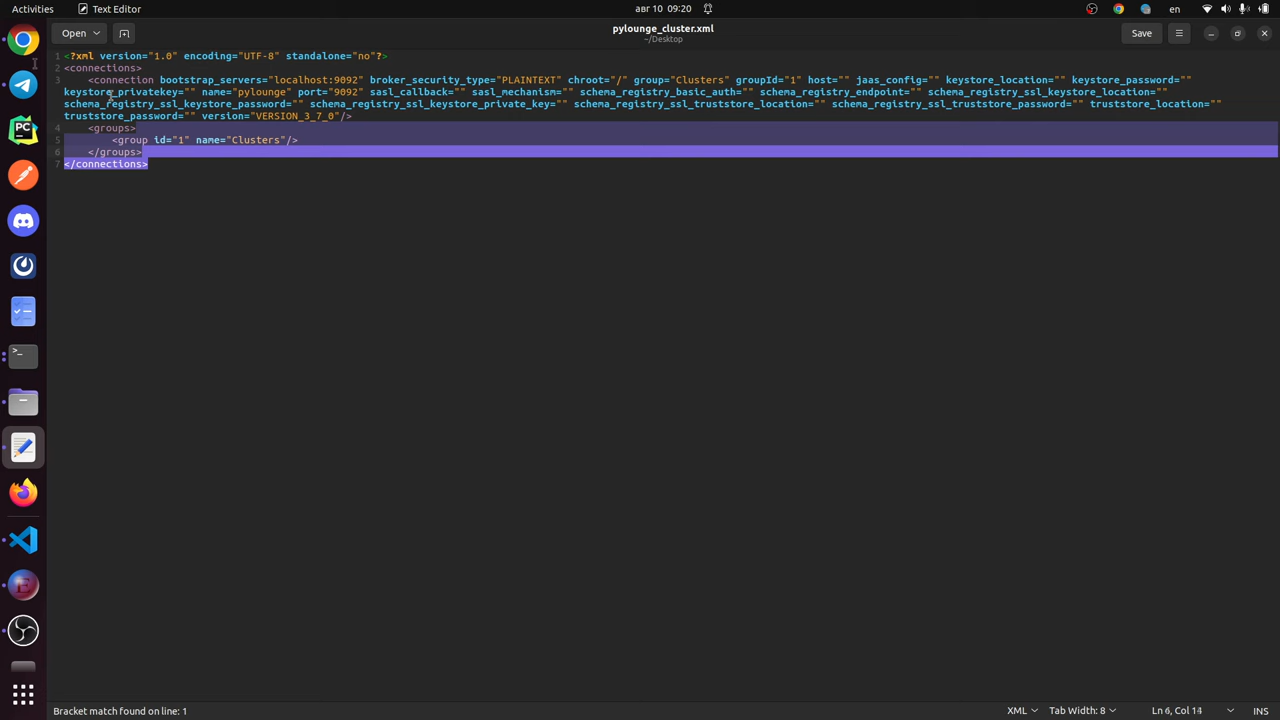 Activities Text Editor авг 10 09:20 en
Open pylounge_cluster.xml Save
~/Desktop
1 <?xml version="1.0" encoding="UTF-8" standalone="no"?>
2 <connections>
3 <connection bootstrap_servers="localhost:9092" broker_security_type="PLAINTEXT" chroot="/" group="Clusters" groupId="1" host="" jaas_config="" keystore_location="" keystore_password=""
keystore_privatekey="" name="pylounge" port="9092" sasl_callback="" sasl_mechanism="" schema_registry_basic_auth="" schema_registry_endpoint="" schema_registry_ssl_keystore_location=""
schema_registry_ssl_keystore_password="" schema_registry_ssl_keystore_private_key="" schema_registry_ssl_truststore_location="" schema_registry_ssl_truststore_password="" truststore_location=""
truststore_password="" version="VERSION_3_7_0"/>
4 <groups>
5 <group id="1" name="Clusters"/>
6 </groups>
7 </connections>
Bracket match found on line: 1 XML Tab Width: 8 Ln 6, Col 14 INS